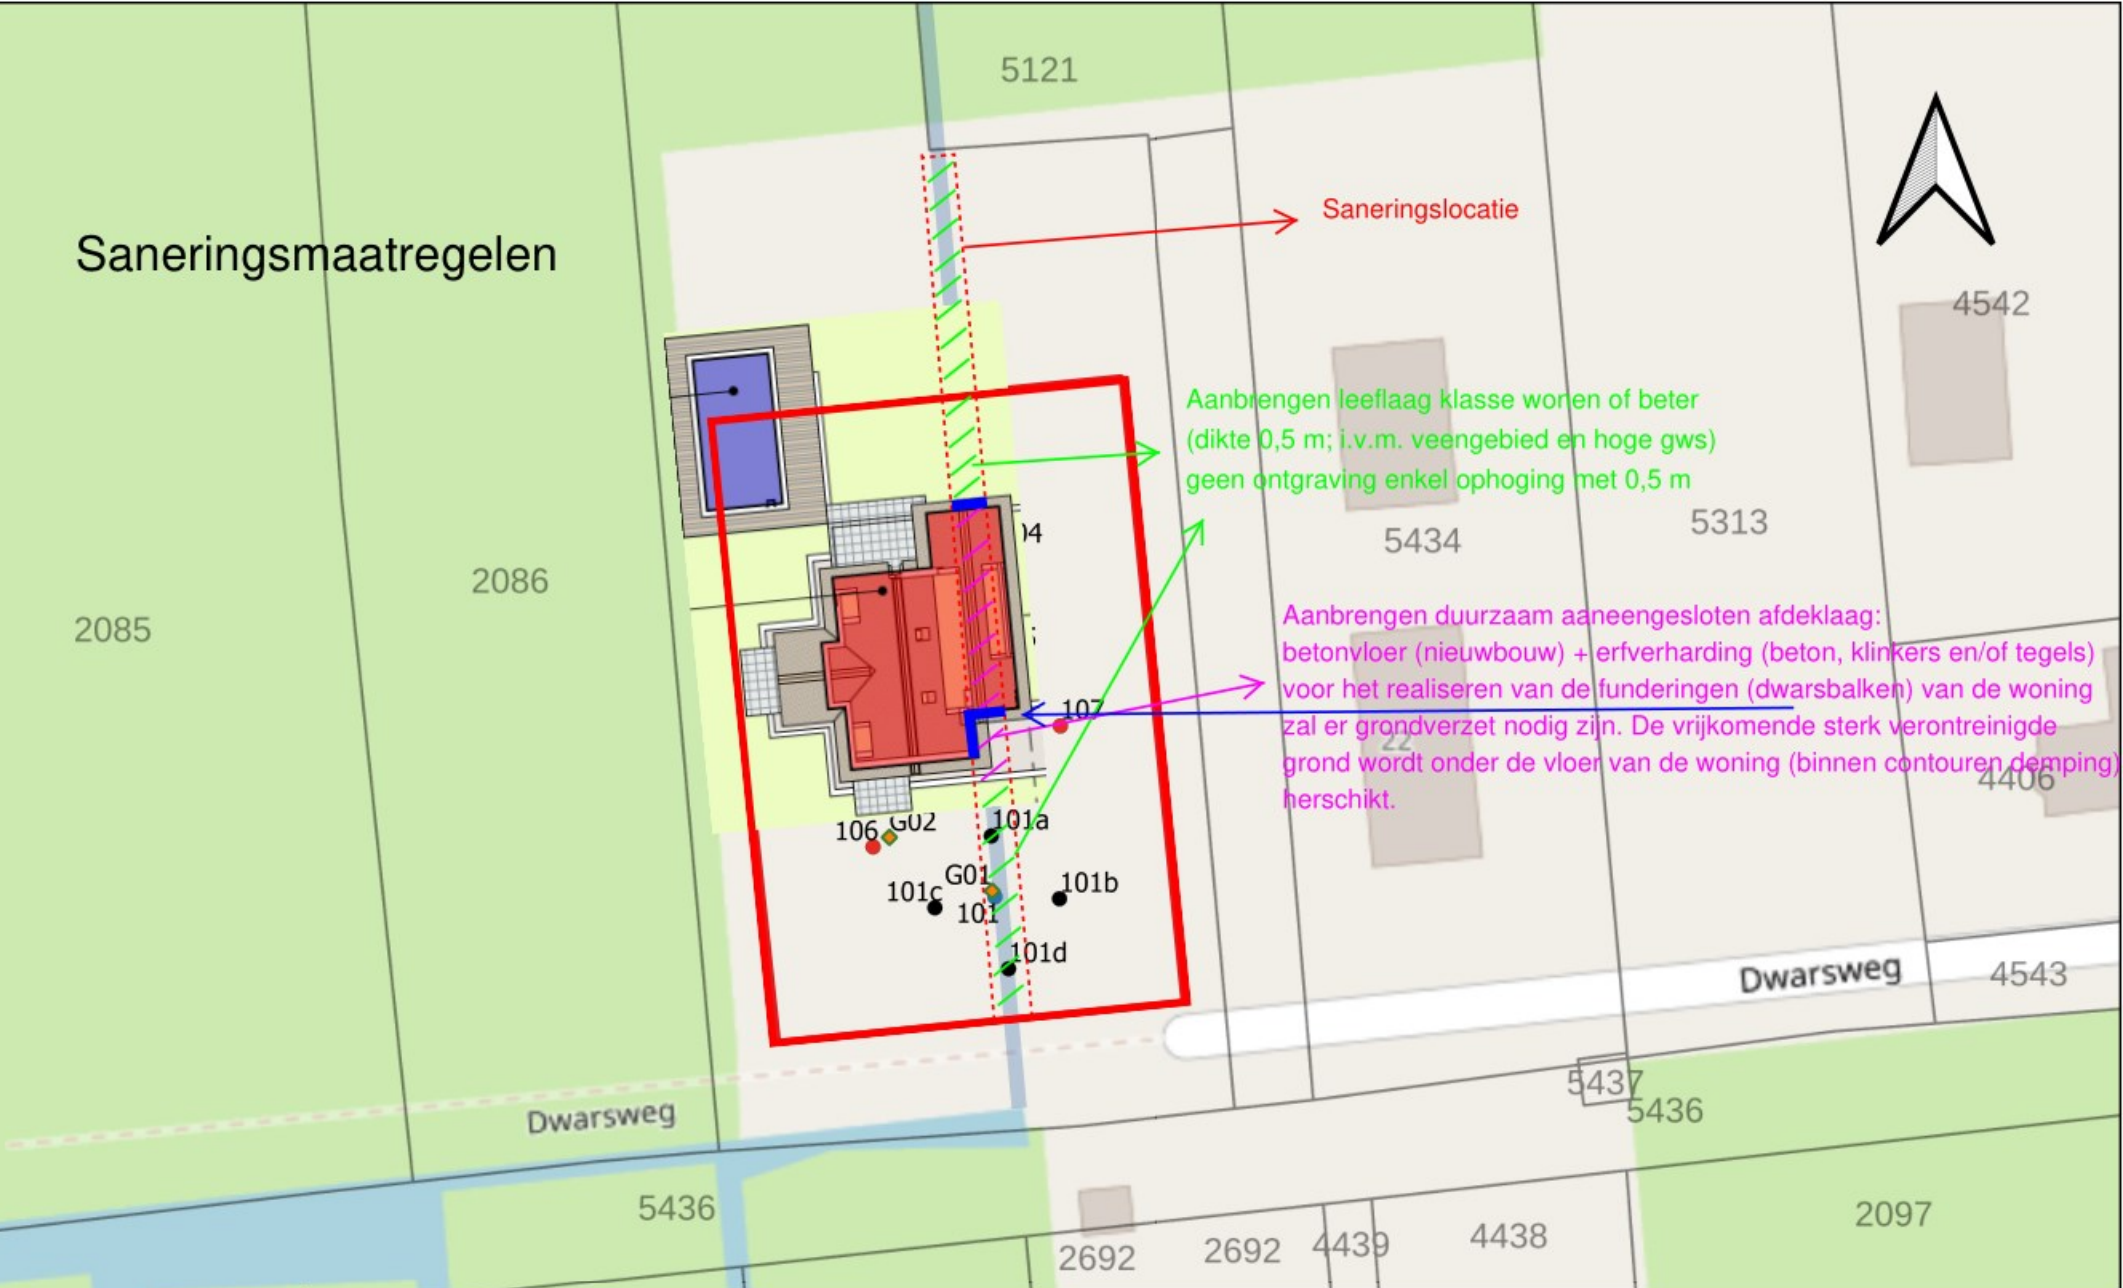 5121
Saneringslocatie
Saneringsmaatregelen
4542
Aanbrengen leeflaag klasse wonen of beter
(dikte 0,5 m; i.v.m. veengebied en hoge gws)
geen ontgraving enkel ophoging met 0,5 m
04
5434
5313
2086
2085
Aanbrengen duurzaam aaneengesloten afdeklaag:
betonvloer (nieuwbouw) + erfverharding (beton, klinkers en/of tegels)
voor het realiseren van de funderingen (dwarsbalken) van de woning
zal er grondverzet nodig zijn. De vrijkomende sterk verontreinigde
grond wordt onder de vloer van de woning (binnen contouren demping)
herschikt.
107
22
4406
106
G02
101a
G01
101c
101
101b
101d
Dwarsweg
4543
5437
5436
Dwarsweg
5436
2097
2692
2692
4439
4438